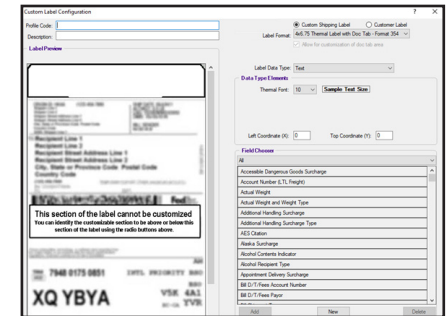 Custom Label Configuration
? ×
Profile Code:
Description:
Custom Shipping Label Customer Label
Label Format: 4x6.75 Thermal Label with Doc Tab - Format 354
Allow for customization of doc tab area
Label Preview
Label Data Type: Text
Data Type Elements
Thermal Font: 10 Sample Text Size
Left Coordinate (X): 0 Top Coordinate (Y): 0
Field Chooser
All
Accessible Dangerous Goods Surcharge
Account Number (LTL Freight)
Actual Weight
Actual Weight and Weight Type
Additional Handling Surcharge
Additional Handling Surcharge Type
AES Citation
Alaska Surcharge
Alcohol Contents Indicator
Alcohol Recipient Type
Appointment Delivery Surcharge
Bill D/T/Fees Account Number
Bill D/T/Fees Payor
Add New Delete
Recipient Line 1
Recipient Line 2
Recipient Street Address Line 1
Recipient Street Address Line 2
City, State or Province Code Postal Code
Country Code
Fed
This section of the label cannot be customized
You can identify the customizable section to be above or below this
section of the label using the radio buttons above.
7948 0175 0851 INTL PRIORITY
XQ YBYA
V5K 4A1
YVR